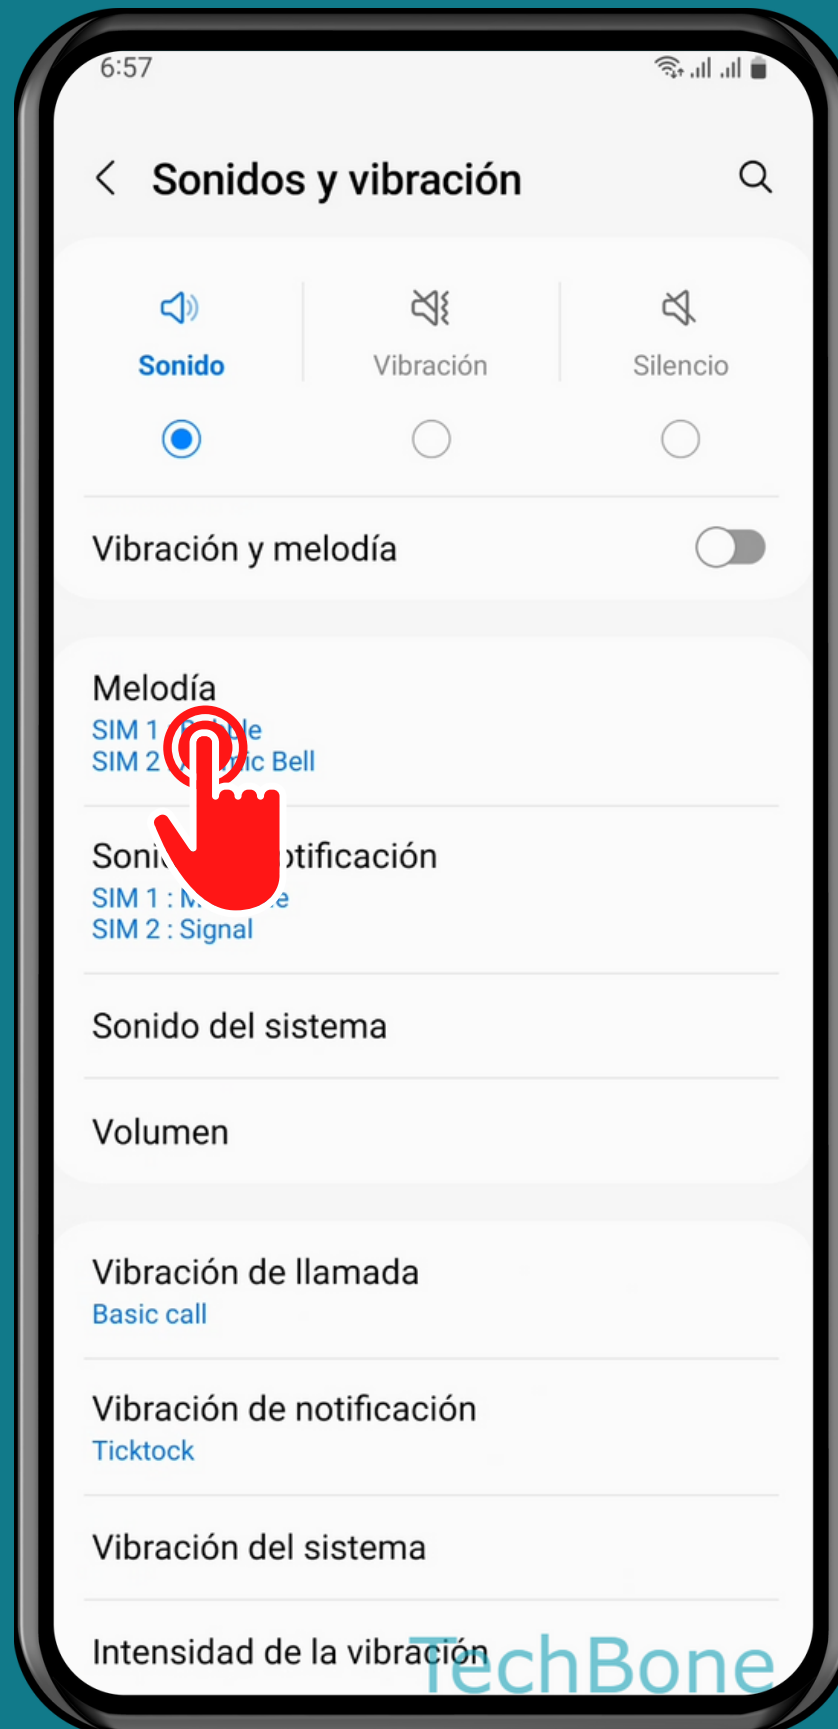 6:57
Sonidos y vibración
Sonido
Vibración
Silencio
Vibración y melodía
Melodía
SIM 1
SIM 2 Bell
notificación
SIM 1 :
SIM 2 : Signal
Sonido del sistema
Volumen
Vibración de llamada
Basic call
Vibración de notificación
Ticktock
Vibración del sistema
Intensidad de la vibración
TechBone